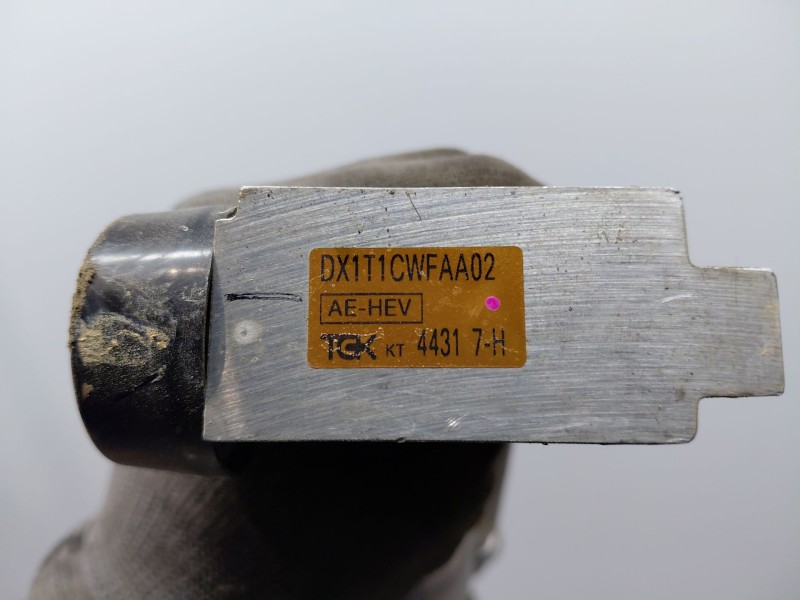 DX1T1CWFAA02
AE-HEV
TGK KT 4431 7-H